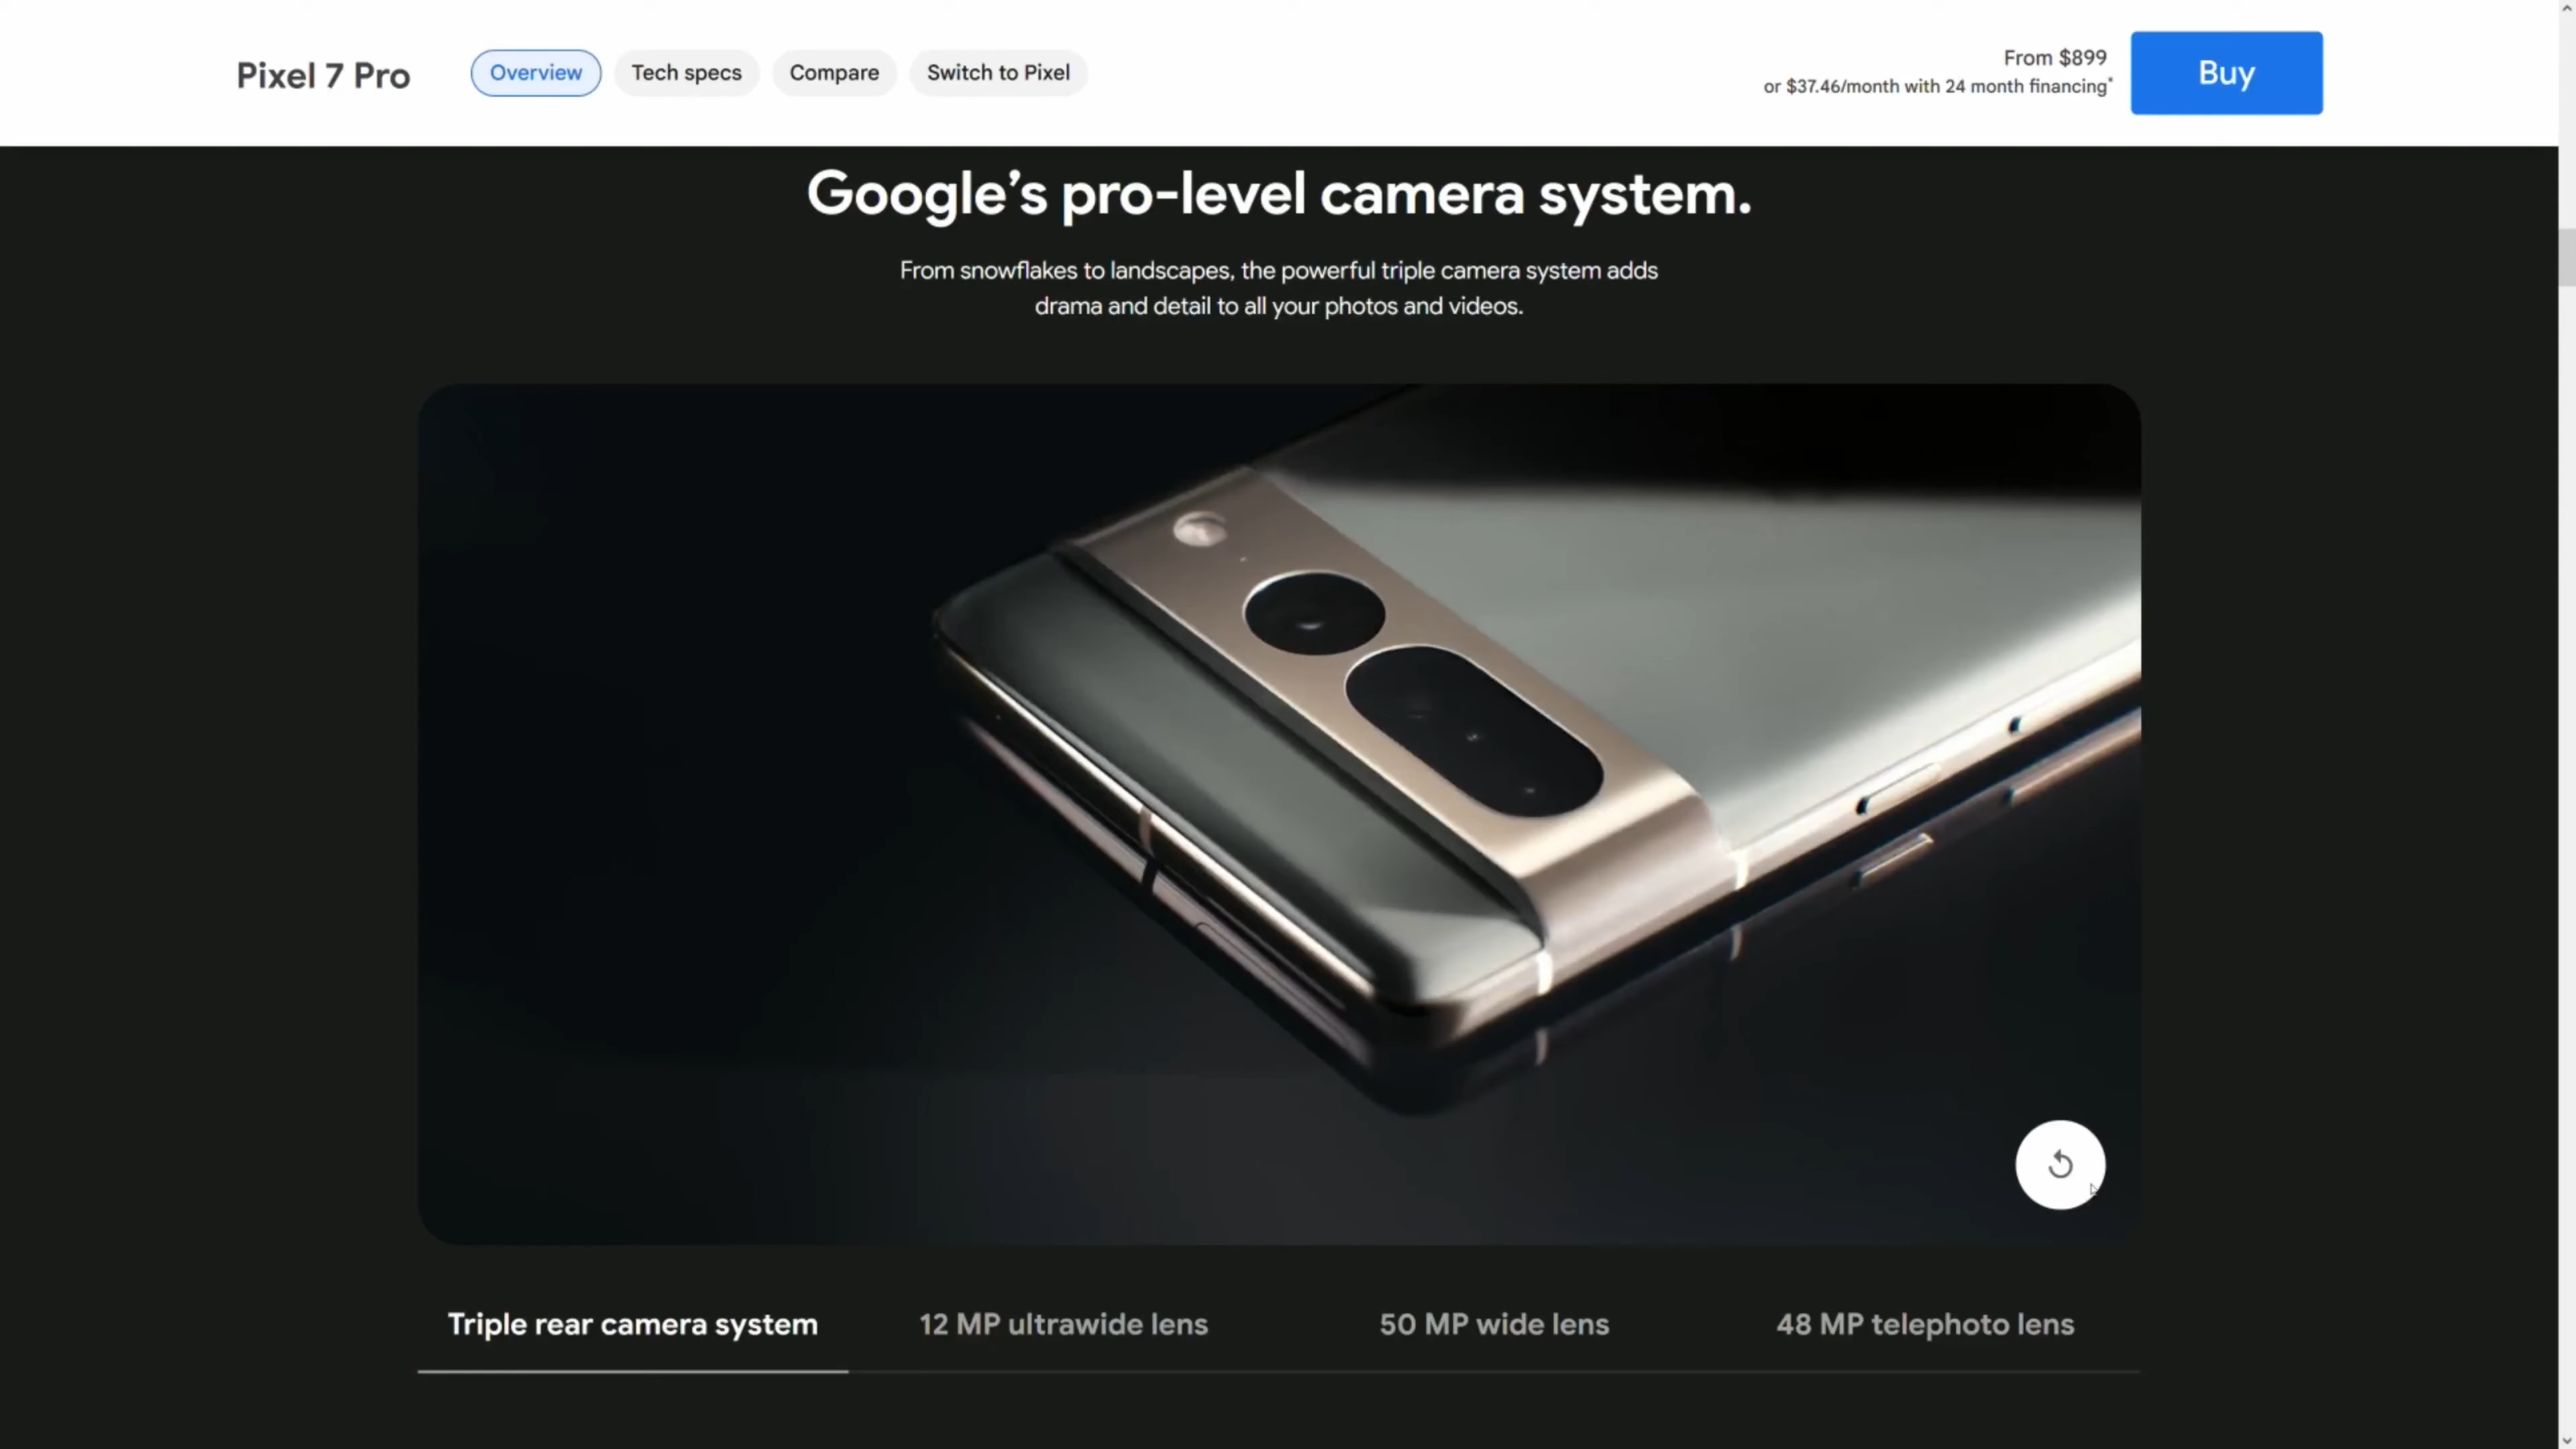 Pixel 7 Pro
Overview
Tech specs
Compare
Switch to Pixel
From $899
or $37.46/month with 24 month financing*
Buy
Google’s pro-level camera system.
From snowflakes to landscapes, the powerful triple camera system adds
drama and detail to all your photos and videos.
Triple rear camera system
12 MP ultrawide lens
50 MP wide lens
48 MP telephoto lens